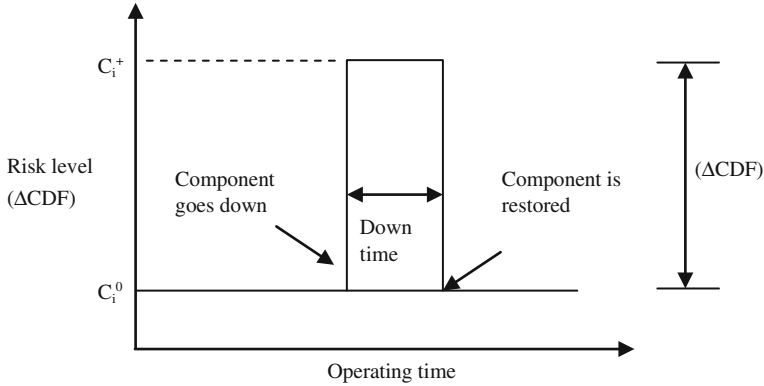 Cᵢ⁺
Risk level
(ΔCDF)
Component
goes down
Down
time
Component is
restored
(ΔCDF)
Cᵢ⁰
Operating time